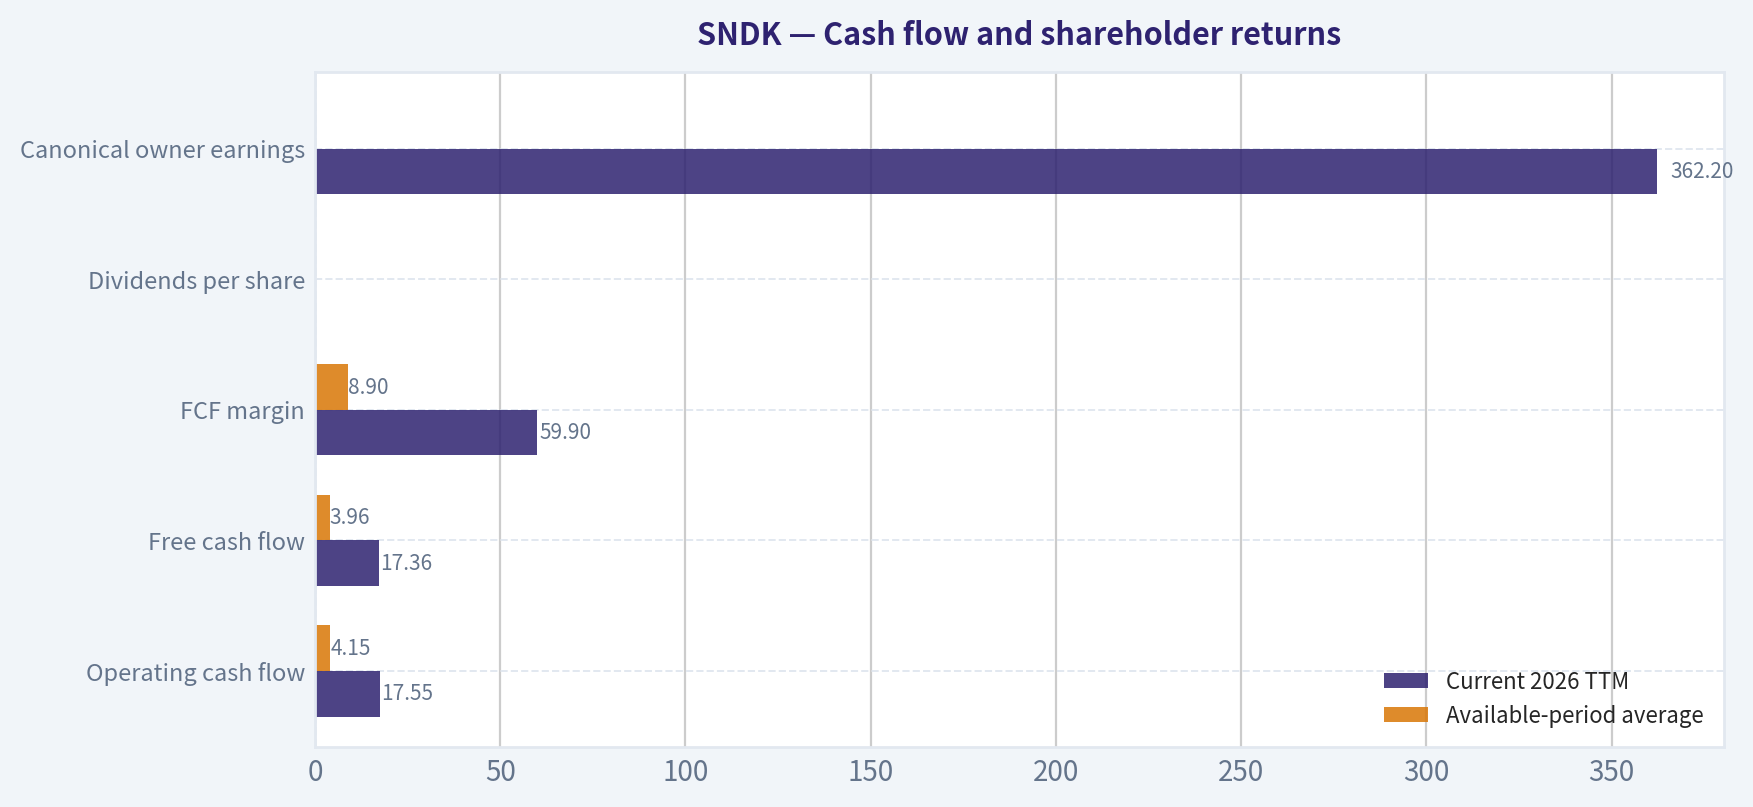 SNDK — Cash flow and shareholder returns
Canonical owner earnings
362.20
Dividends per share
8.90
FCF margin
59.90
3.96
Free cash flow
17.36
4.15
Operating cash flow
17.55
Current 2026 TTM
Available-period average
0 50 100 150 200 250 300 350